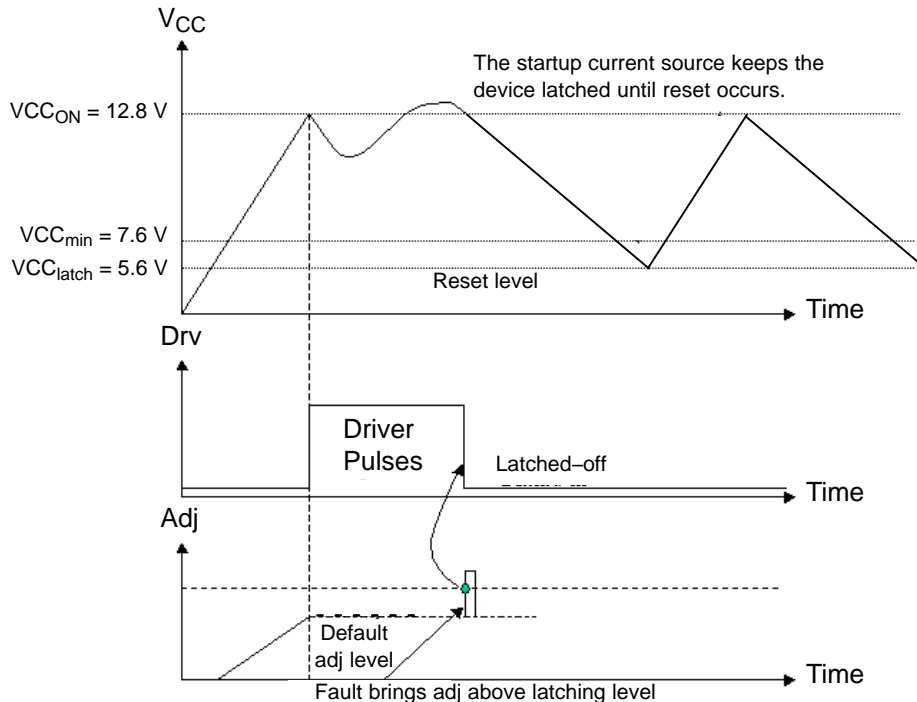 VCC
The startup current source keeps the
device latched until reset occurs.
VCCON = 12.8 V
VCCmin = 7.6 V
VCClatch = 5.6 V
Reset level
Time
Drv
Driver
Pulses
Latched–off
Time
Adj
Default
adj level
Time
Fault brings adj above latching level